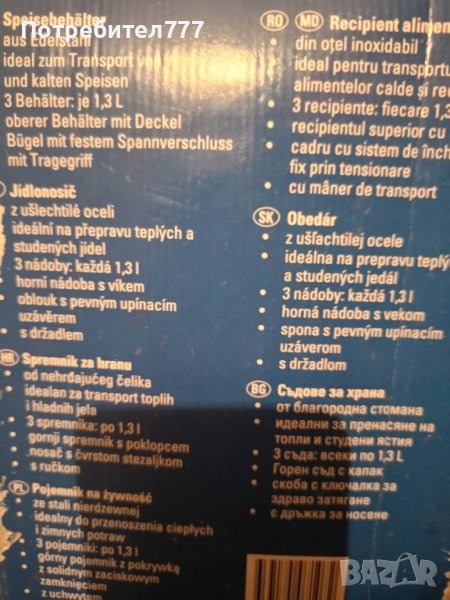 Потребител777
Speisebehälter
aus Edelstahl
ideal zum Transport von
und kalten Speisen
3 Behälter: je 1,3 L
oberer Behälter mit Deckel
Bügel mit festem Spannverschluss
mit Tragegriff
Jídlonosič
z ušlechtilé oceli
ideální na přepravu teplých a
studených jídel
3 nádoby: každá 1,3 l
horní nádoba s víkem
oblouk s pevným upínacím
uzávěrem
s držadlem
HR Spremnik za hranu
od nehrđajućeg čelika
idealan za transport toplih
i hladnih jela
3 spremnika: po 1,3 l
gornji spremnik s poklopcem
nosač s čvrstom stezaljkom
s ručkom
PL Pojemnik na żywność
ze stali nierdzewnej
idealny do przenoszenia ciepłych
i zimnych potraw
3 pojemniki: po 1,3 l
górny pojemnik z pokrywką
z solidnym zaciskowym
zamknięciem
z uchwytem
RO MD Recipient alimen
din oțel inoxidabil
ideal pentru transportu
alimentelor calde și rec
3 recipiente: fiecare 1,3
recipientul superior cu
cadru cu sistem de înch
fix prin tensionare
cu mâner de transport
SK Obedár
z ušľachtilej ocele
ideálna na prepravu teplý
a studených jedál
3 nádoby: každá 1,3 l
horná nádoba s vekom
spona s pevným upínacím
uzáverom
s držadlom
BG Съдове за храна
от благородна стомана
идеални за пренасяне на
топли и студени ястия
3 съда: всеки по 1,3 L
Горен съд с капак
скоба с ключалка за
здраво затягане
с дръжка за носене
BAZAR